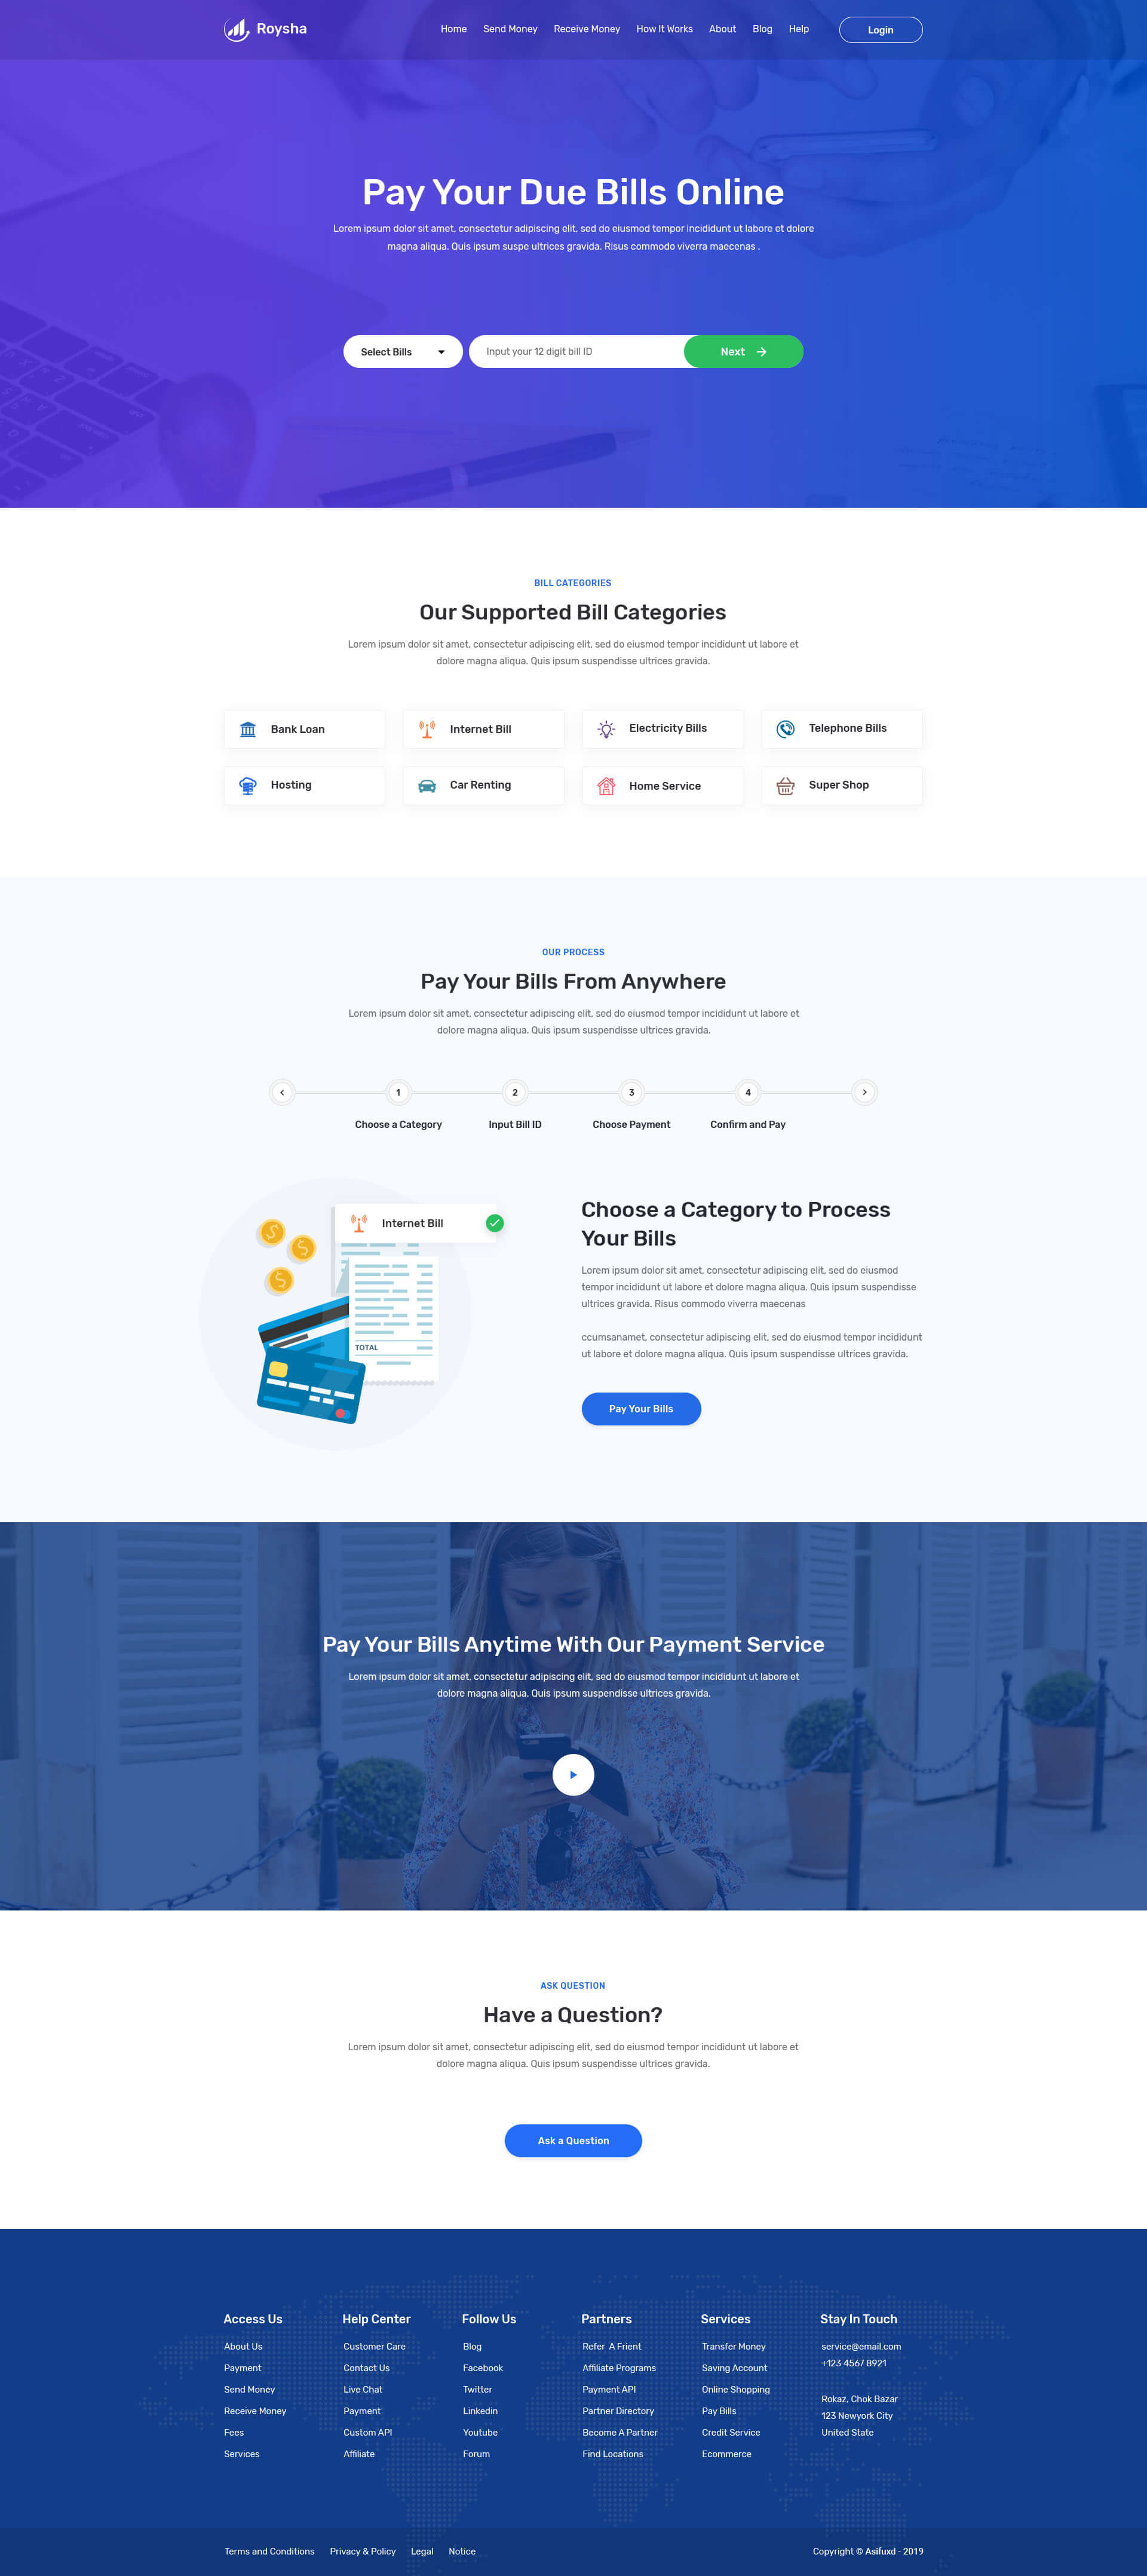 Roysha
Home Send Money Receive Money How It Works About Blog Help Login
Pay Your Due Bills Online
Lorem ipsum dolor sit amet, consectetur adipiscing elit, sed do eiusmod tempor incididunt ut labore et dolore
magna aliqua. Quis ipsum suspe ultrices gravida. Risus commodo viverra maecenas .
Select Bills Input your 12 digit bill ID Next
BILL CATEGORIES
Our Supported Bill Categories
Lorem ipsum dolor sit amet, consectetur adipiscing elit, sed do eiusmod tempor incididunt ut labore et
dolore magna aliqua. Quis ipsum suspendisse ultrices gravida.
Bank Loan Internet Bill Electricity Bills Telephone Bills
Hosting Car Renting Home Service Super Shop
OUR PROCESS
Pay Your Bills From Anywhere
Lorem ipsum dolor sit amet, consectetur adipiscing elit, sed do eiusmod tempor incididunt ut labore et
dolore magna aliqua. Quis ipsum suspendisse ultrices gravida.
1 2 3 4
Choose a Category Input Bill ID Choose Payment Confirm and Pay
Internet Bill
TOTAL
Choose a Category to Process
Your Bills
Lorem ipsum dolor sit amet, consectetur adipiscing elit, sed do eiusmod
tempor incididunt ut labore et dolore magna aliqua. Quis ipsum suspendisse
ultrices gravida. Risus commodo viverra maecenas
ccumsanamet, consectetur adipiscing elit, sed do eiusmod tempor incididunt
ut labore et dolore magna aliqua. Quis ipsum suspendisse ultrices gravida.
Pay Your Bills
Pay Your Bills Anytime With Our Payment Service
Lorem ipsum dolor sit amet, consectetur adipiscing elit, sed do eiusmod tempor incididunt ut labore et
dolore magna aliqua. Quis ipsum suspendisse ultrices gravida.
ASK QUESTION
Have a Question?
Lorem ipsum dolor sit amet, consectetur adipiscing elit, sed do eiusmod tempor incididunt ut labore et
dolore magna aliqua. Quis ipsum suspendisse ultrices gravida.
Ask a Question
Access Us
About Us
Payment
Send Money
Receive Money
Fees
Services
Help Center
Customer Care
Contact Us
Live Chat
Payment
Custom API
Affiliate
Follow Us
Blog
Facebook
Twitter
Linkedin
Youtube
Forum
Partners
Refer A Frient
Affiliate Programs
Payment API
Partner Directory
Become A Partner
Find Locations
Services
Transfer Money
Saving Account
Online Shopping
Pay Bills
Credit Service
Ecommerce
Stay In Touch
service@email.com
+123 4567 8921
Rokaz, Chok Bazar
123 Newyork City
United State
Terms and Conditions Privacy & Policy Legal Notice Copyright © Asifuxd - 2019